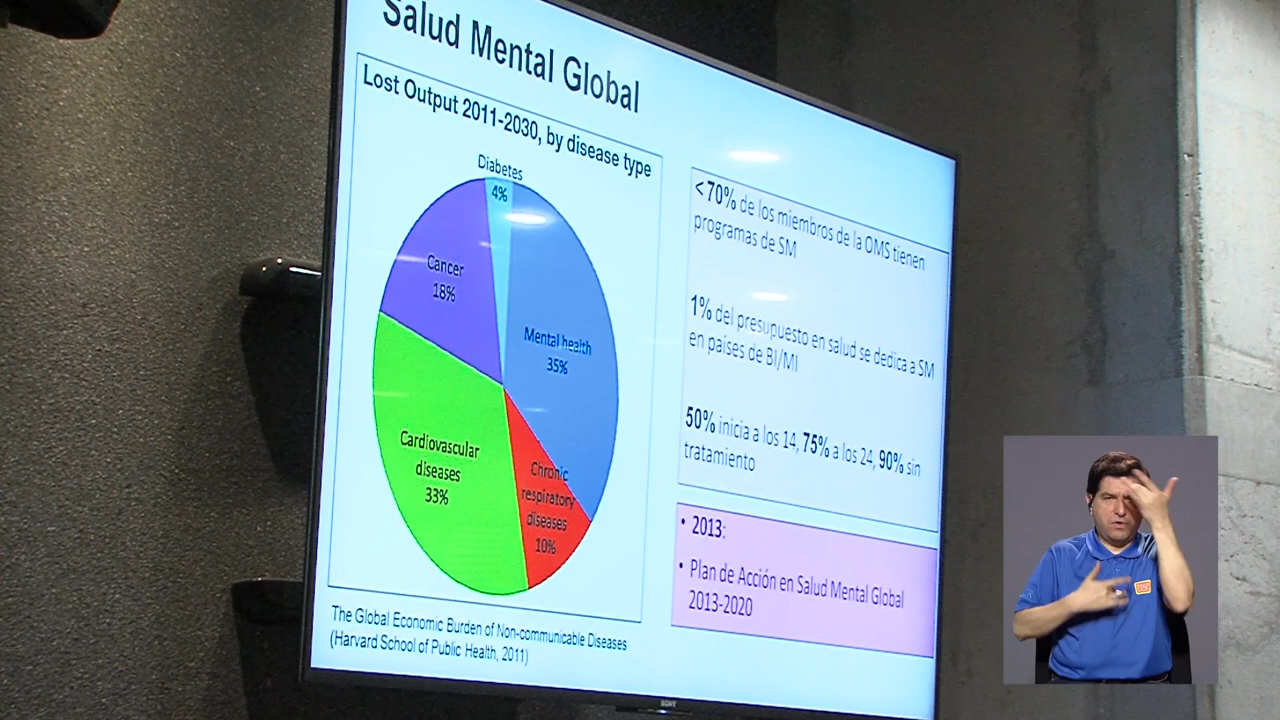 Salud Mental Global
Lost Output 2011-2030, by disease type
Diabetes
4%
Cancer
18%
Mental health
35%
Cardiovascular
diseases
33%
Chronic
respiratory
diseases
10%
The Global Economic Burden of Non-communicable Diseases
(Harvard School of Public Health, 2011)
<70% de los miembros de la OMS tienen
programas de SM
1% del presupuesto en salud se dedica a SM
en países de BI/MI
50% inicia a los 14, 75% a los 24, 90% sin
tratamiento
• 2013:
• Plan de Acción en Salud Mental Global
2013-2020
SONY